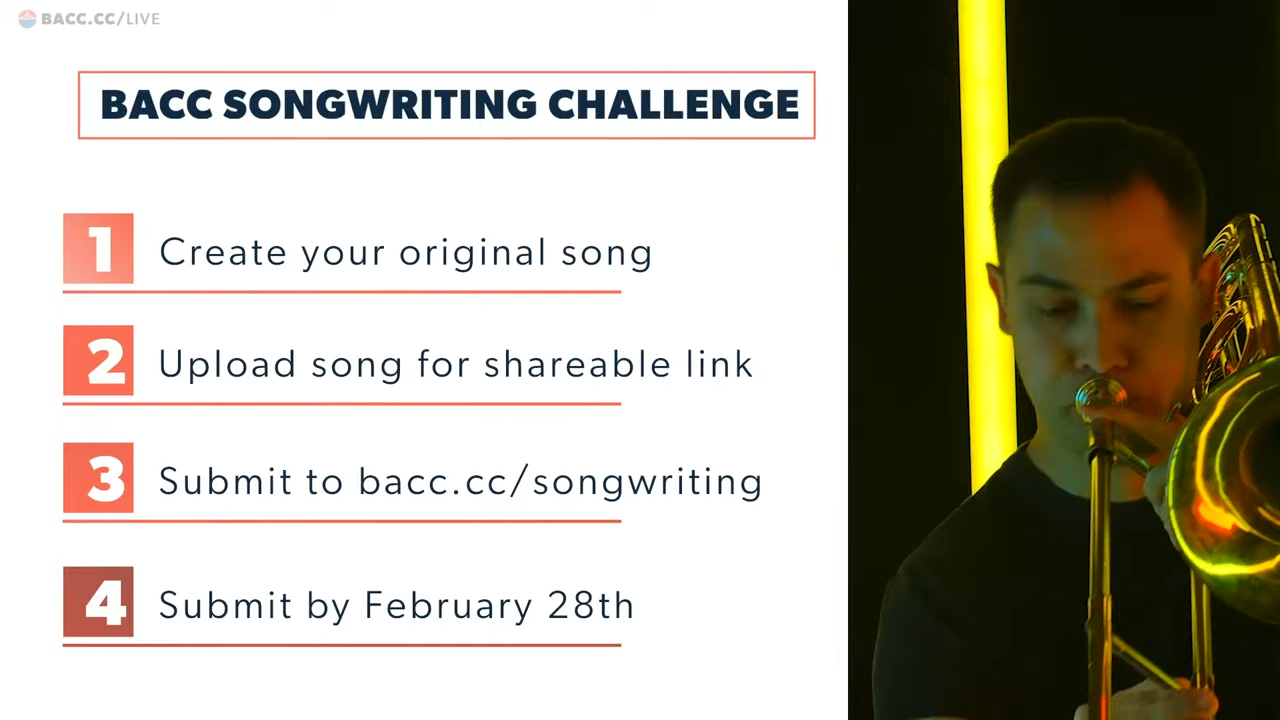 BACC.CC/LIVE
BACC SONGWRITING CHALLENGE
1 Create your original song
2 Upload song for shareable link
3 Submit to bacc.cc/songwriting
4 Submit by February 28th